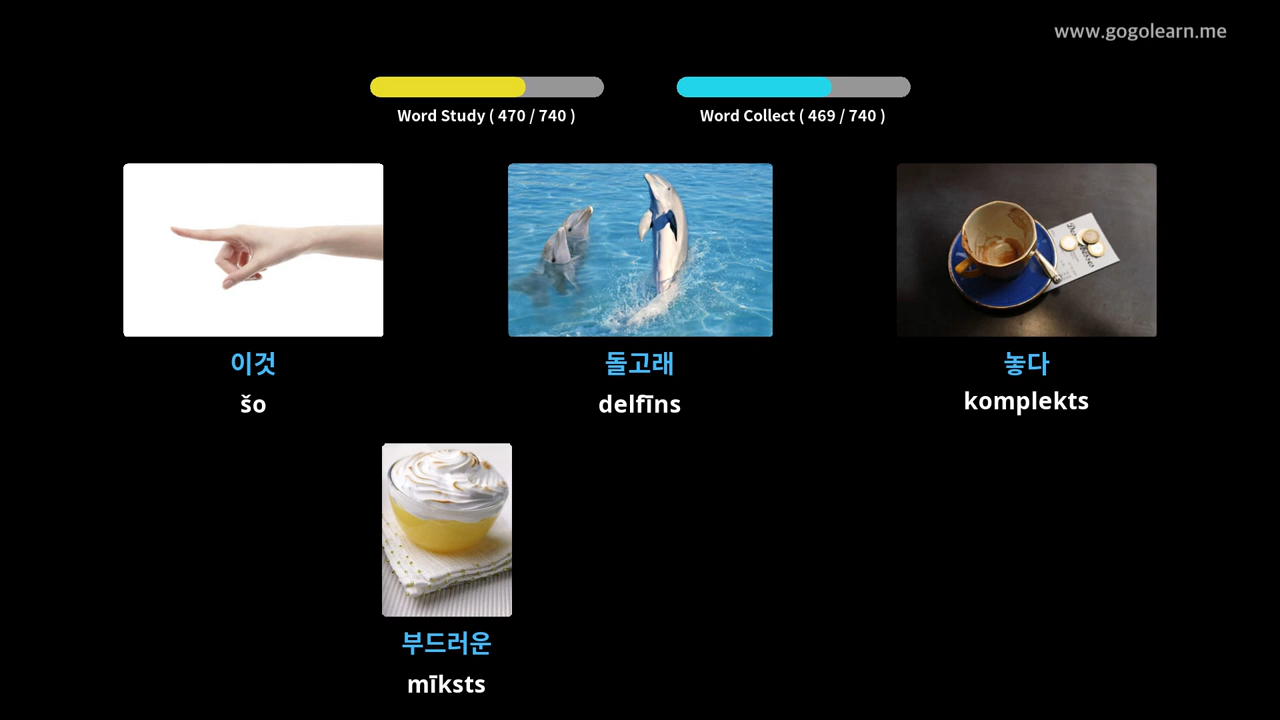 www.gogolearn.me
Word Study ( 470 / 740 )
Word Collect ( 469 / 740 )
이것
šo
돌고래
delfīns
놓다
komplekts
부드러운
mīksts